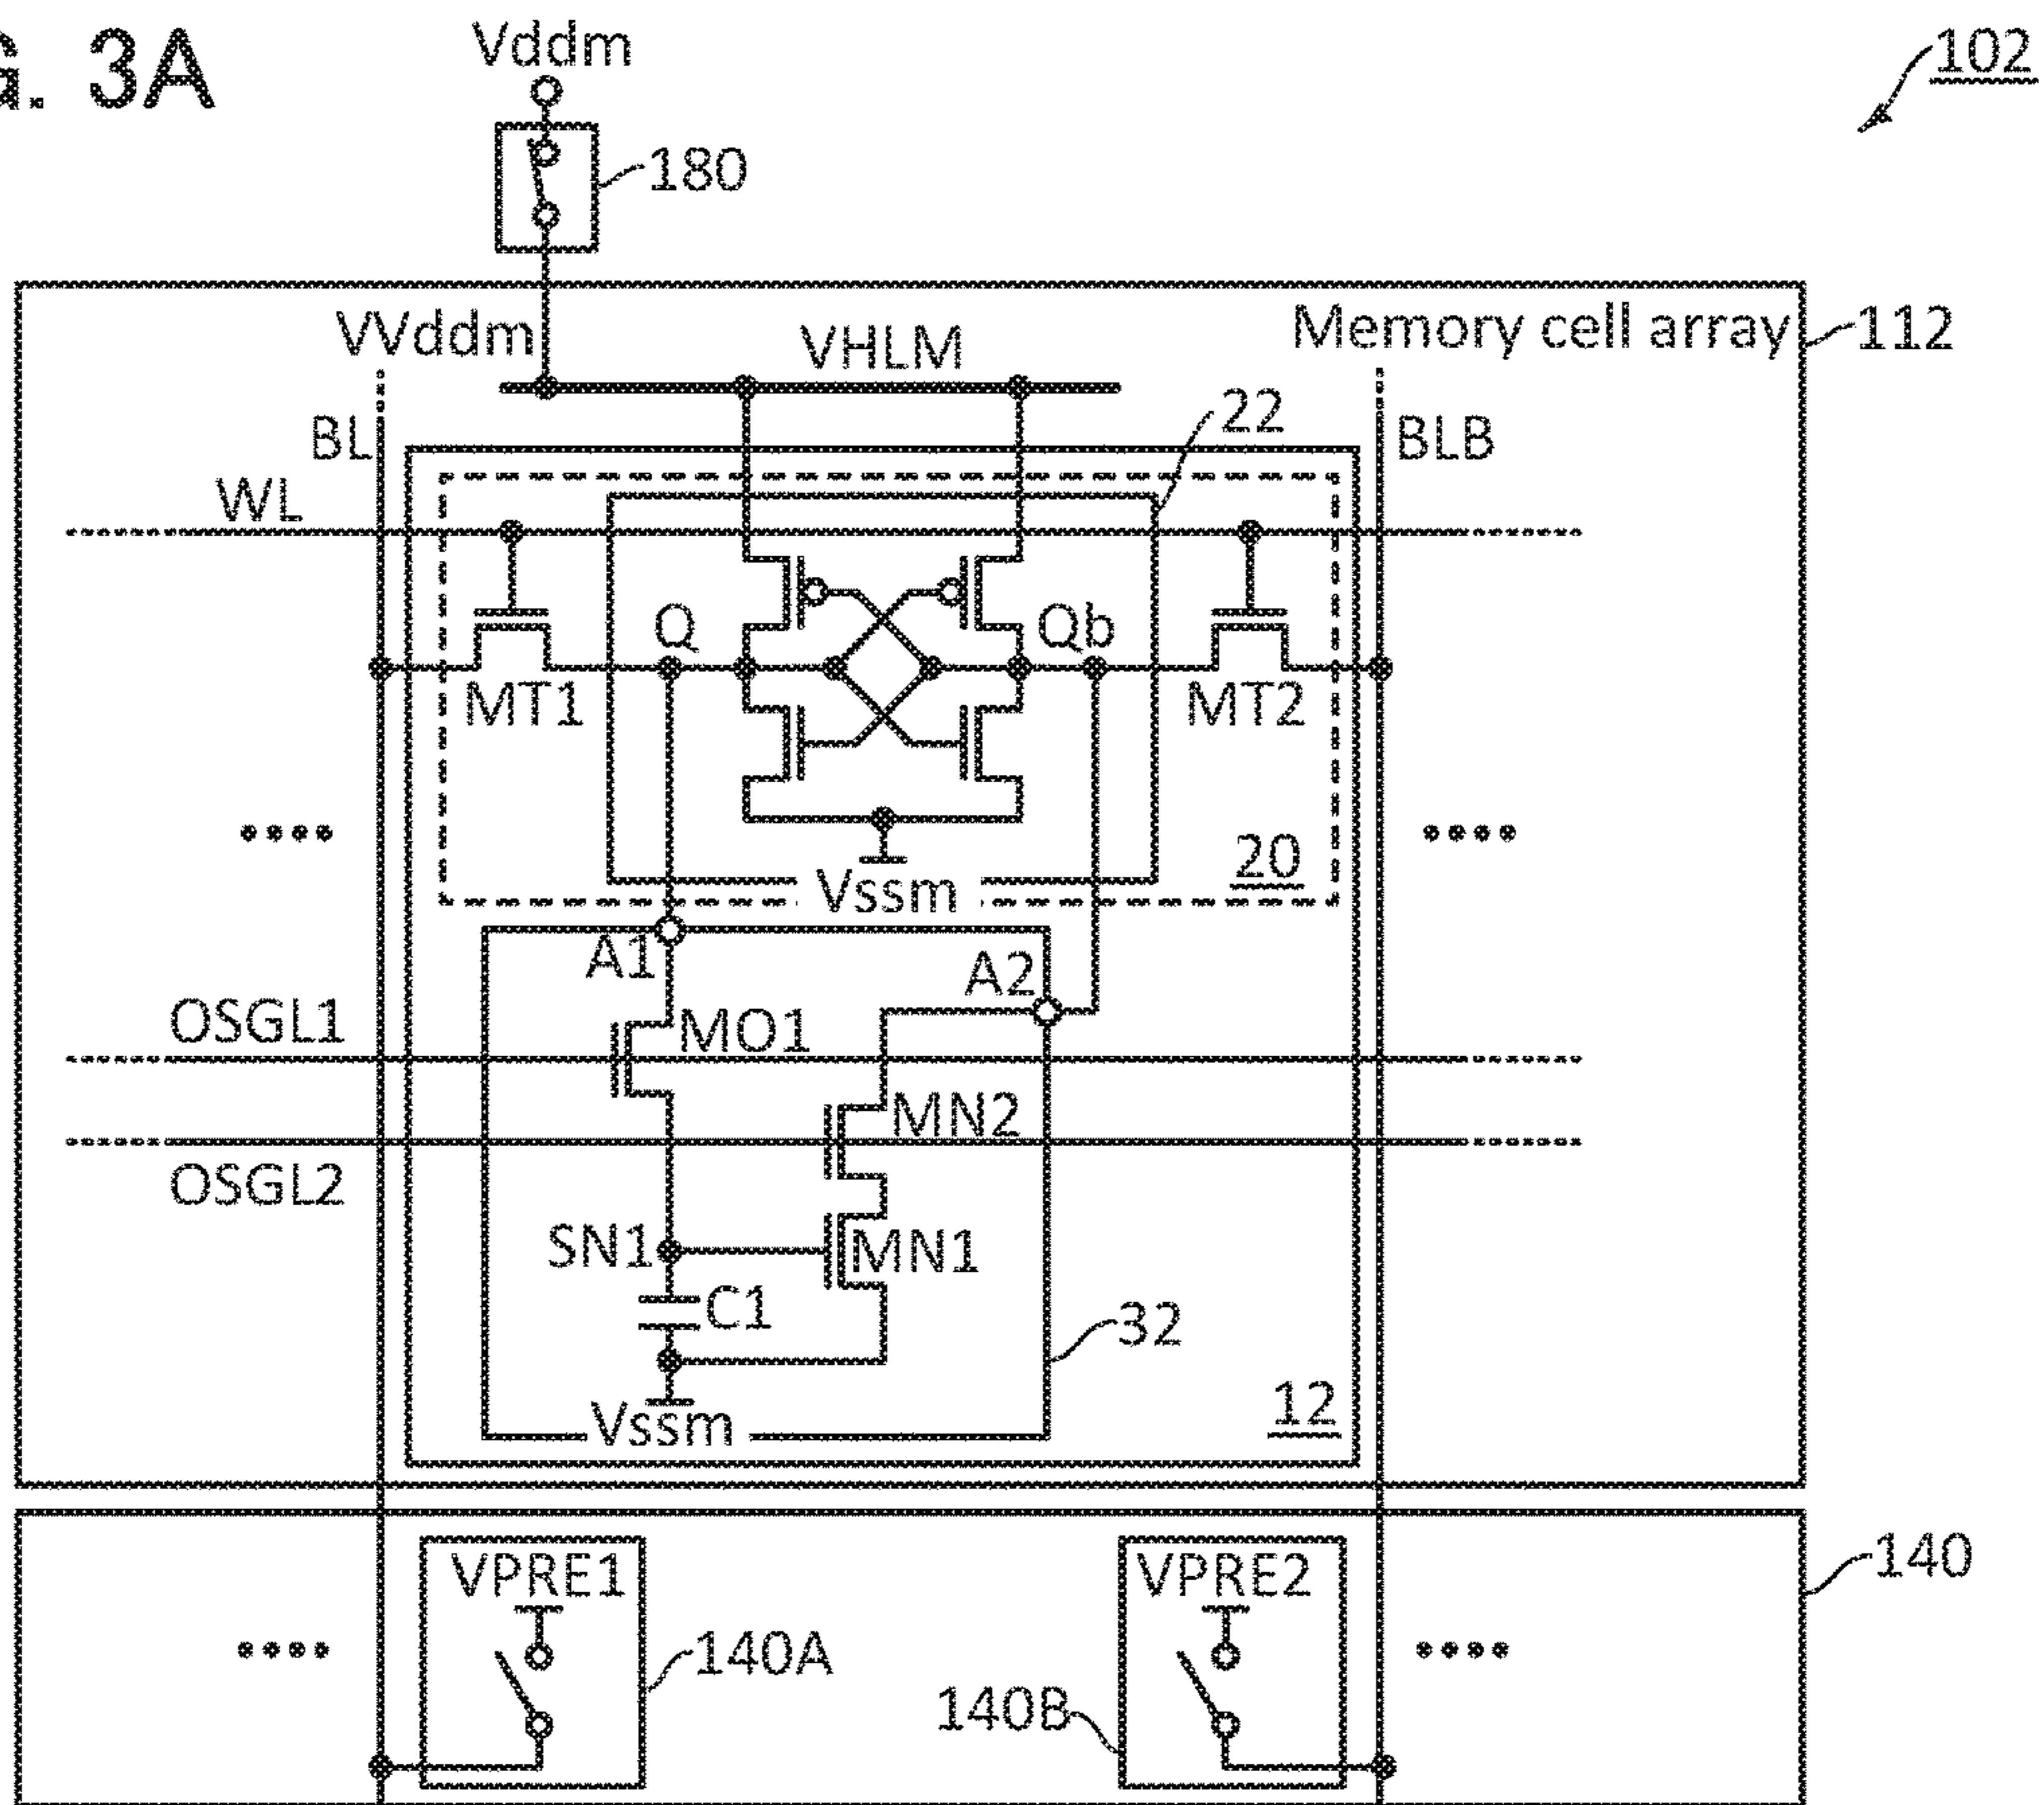 G. 3A
Vddm
102
180
VVddm
VHLM
Memory cell array
112
BL
22
BLB
WL
Q
Qb
MT1
MT2
20
Vssm
A1
A2
OSGL1
MO1
MN2
OSGL2
SN1
MN1
C1
32
Vssm
12
VPRE1
VPRE2
140
140A
140B